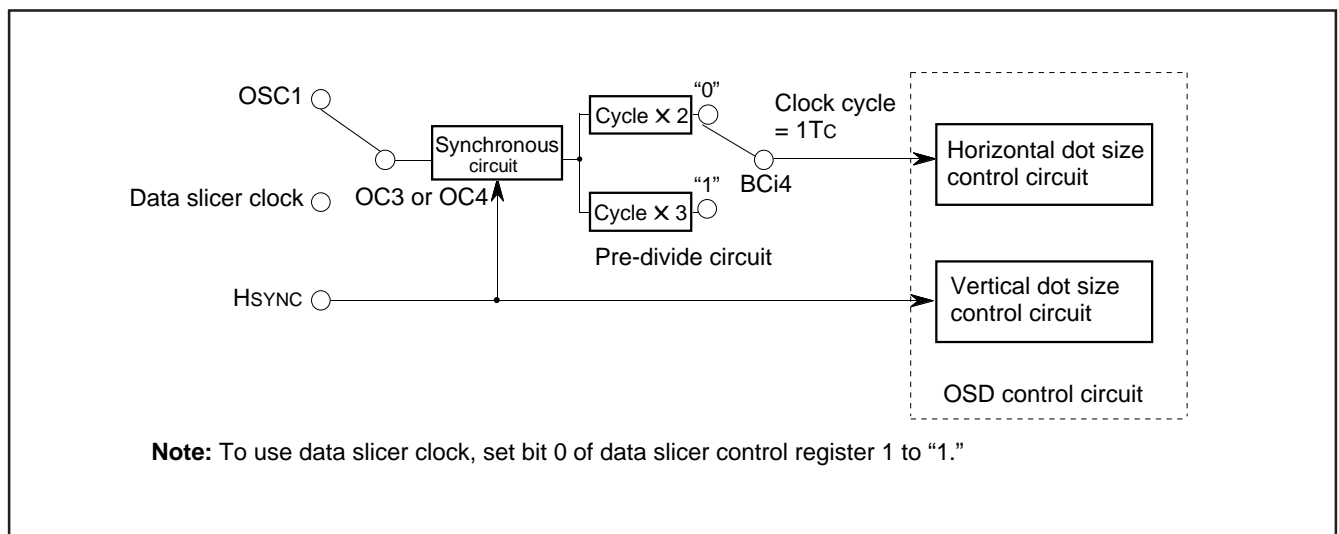 OSC1
Data slicer clock
HSYNC
OC3 or OC4
Synchronous
circuit
Cycle × 2
"0"
Cycle × 3
"1"
Pre-divide circuit
BCi4
Clock cycle
= 1TC
Horizontal dot size
control circuit
Vertical dot size
control circuit
OSD control circuit
Note: To use data slicer clock, set bit 0 of data slicer control register 1 to “1.”